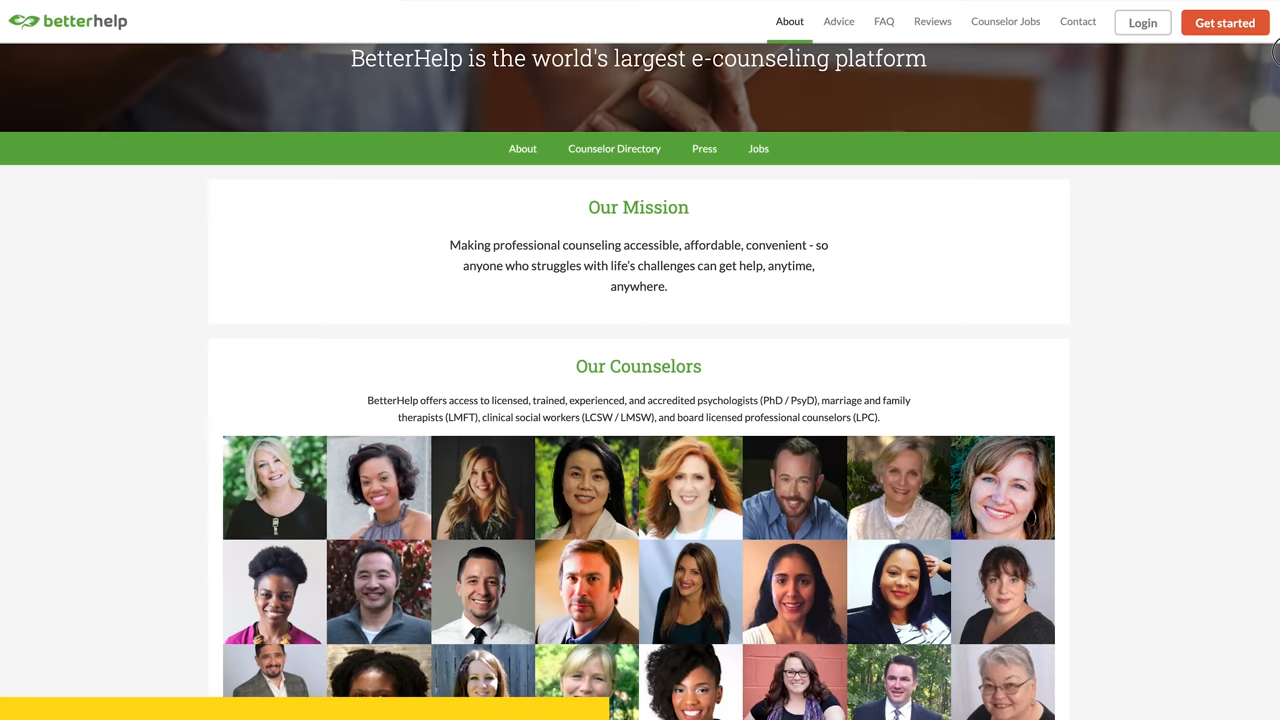 betterhelp
About
Advice
FAQ
Reviews
Counselor Jobs
Contact
Login
Get started
BetterHelp is the world's largest e-counseling platform
About
Counselor Directory
Press
Jobs
Our Mission
Making professional counseling accessible, affordable, convenient - so
anyone who struggles with life's challenges can get help, anytime,
anywhere.
Our Counselors
BetterHelp offers access to licensed, trained, experienced, and accredited psychologists (PhD / PsyD), marriage and family
therapists (LMFT), clinical social workers (LCSW / LMSW), and board licensed professional counselors (LPC).